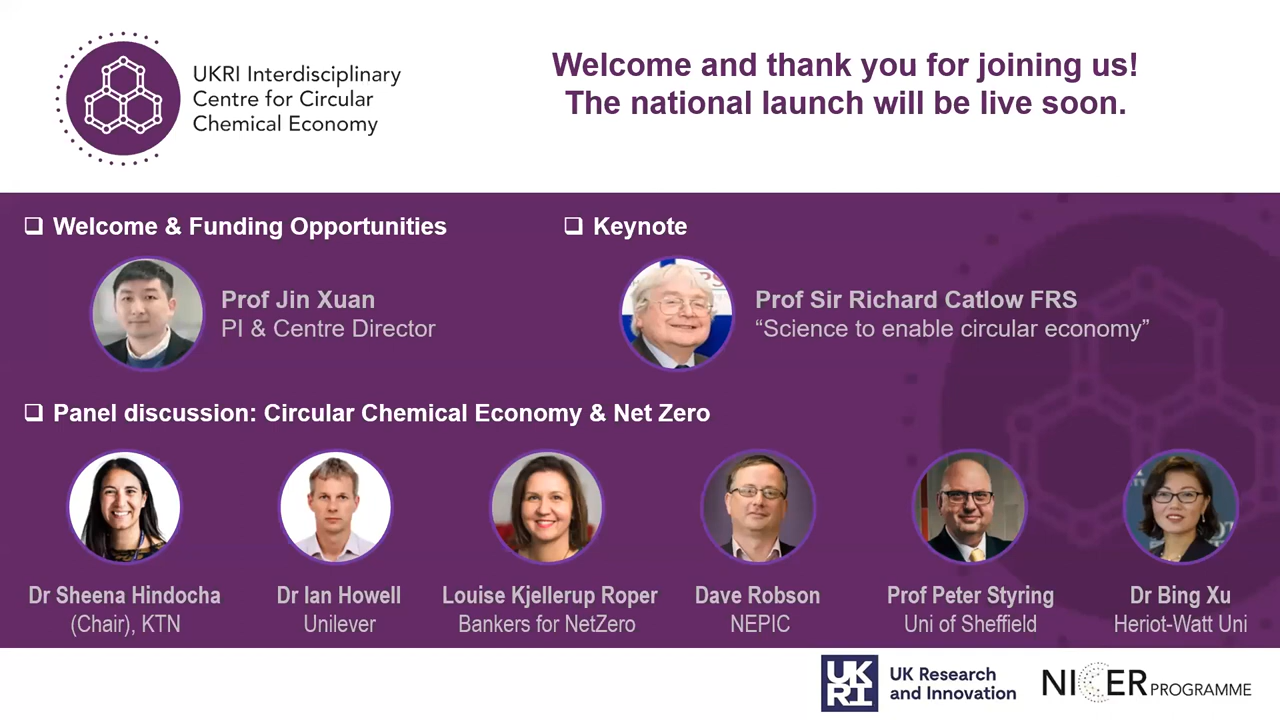 UKRI Interdisciplinary
Centre for Circular
Chemical Economy
Welcome and thank you for joining us!
The national launch will be live soon.
Welcome & Funding Opportunities
Prof Jin Xuan
PI & Centre Director
Keynote
Prof Sir Richard Catlow FRS
“Science to enable circular economy”
Panel discussion: Circular Chemical Economy & Net Zero
Dr Sheena Hindocha
(Chair), KTN
Dr Ian Howell
Unilever
Louise Kjellerup Roper
Bankers for NetZero
Dave Robson
NEPIC
Prof Peter Styring
Uni of Sheffield
Dr Bing Xu
Heriot-Watt Uni
UK
RI
UK Research
and Innovation
NICER PROGRAMME